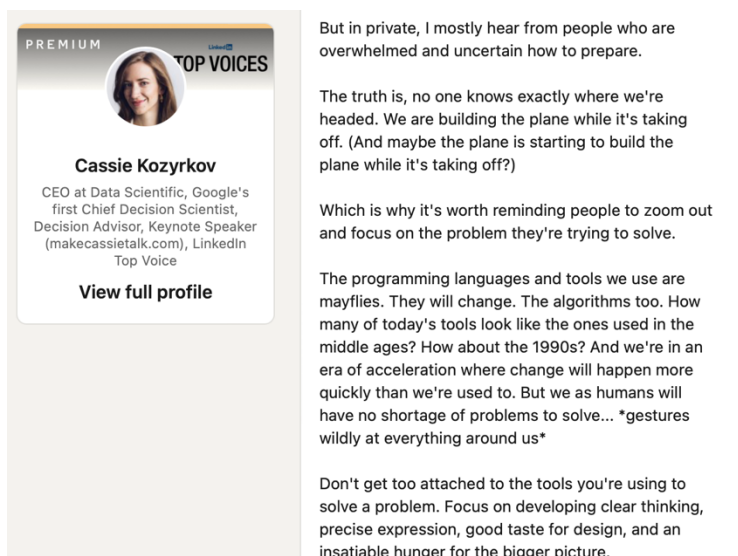 PREMIUM
LinkedIn
TOP VOICES
Cassie Kozyrkov
CEO at Data Scientific, Google's
first Chief Decision Scientist,
Decision Advisor, Keynote Speaker
(makecassietalk.com), LinkedIn
Top Voice
View full profile
But in private, I mostly hear from people who are
overwhelmed and uncertain how to prepare.
The truth is, no one knows exactly where we're
headed. We are building the plane while it's taking
off. (And maybe the plane is starting to build the
plane while it's taking off?)
Which is why it's worth reminding people to zoom out
and focus on the problem they're trying to solve.
The programming languages and tools we use are
mayflies. They will change. The algorithms too. How
many of today's tools look like the ones used in the
middle ages? How about the 1990s? And we're in an
era of acceleration where change will happen more
quickly than we're used to. But we as humans will
have no shortage of problems to solve... *gestures
wildly at everything around us*
Don't get too attached to the tools you're using to
solve a problem. Focus on developing clear thinking,
precise expression, good taste for design, and an
insatiable hunger for the bigger picture.